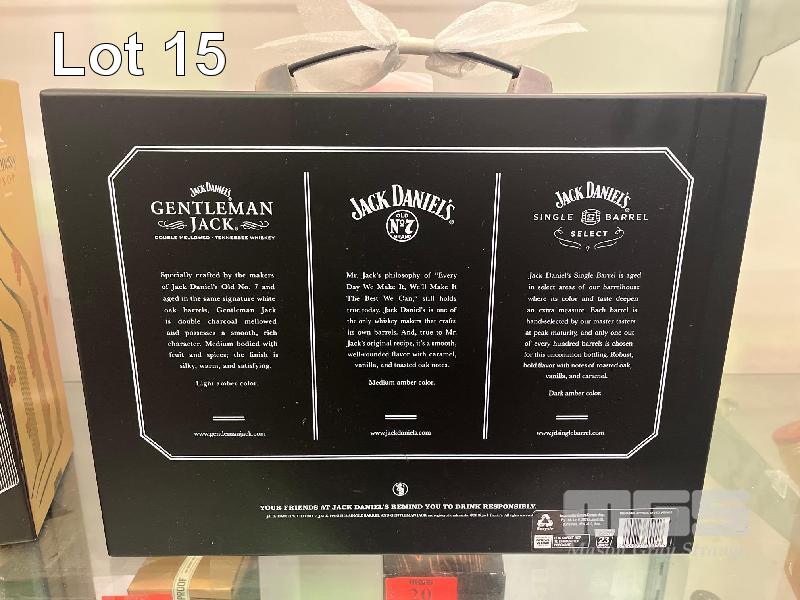 Lot 15
JACK DANIEL'S
GENTLEMAN
JACK
DOUBLE MELLOWED · TENNESSEE WHISKEY
Specially crafted by the makers
of Jack Daniel's Old No. 7 and
aged in the same signature white
oak barrels, Gentleman Jack
is double charcoal mellowed
and possesses a smooth, rich
character. Medium bodied with
fruit and spices; the finish is
silky, warm, and satisfying.
Light amber color.
www.gentlemanjack.com
JACK DANIEL'S
OLD
No. 7
BRAND
Mr. Jack's philosophy of "Every
Day We Make It, We'll Make It
The Best We Can," still holds
true today. Jack Daniel's is one of
the only whiskey makers that crafts
its own barrels. And, true to Mr.
Jack's original recipe, it's a smooth,
well-rounded flavor with caramel,
vanilla, and toasted oak notes.
Medium amber color.
www.jackdaniels.com
JACK DANIEL'S
SINGLE BARREL
SELECT
Jack Daniel's Single Barrel is aged
in select areas of our barrelhouse
where its color and taste deepen
an extra measure. Each barrel is
hand-selected by our master tasters
at peak maturity, and only one out
of every hundred barrels is chosen
for this uncommon bottling. Robust,
bold flavor with notes of toasted oak,
vanilla, and caramel.
Dark amber color.
www.jdsinglebarrel.com
YOUR FRIENDS AT JACK DANIEL'S REMIND YOU TO DRINK RESPONSIBLY.
Recycle
23
PROOF
20